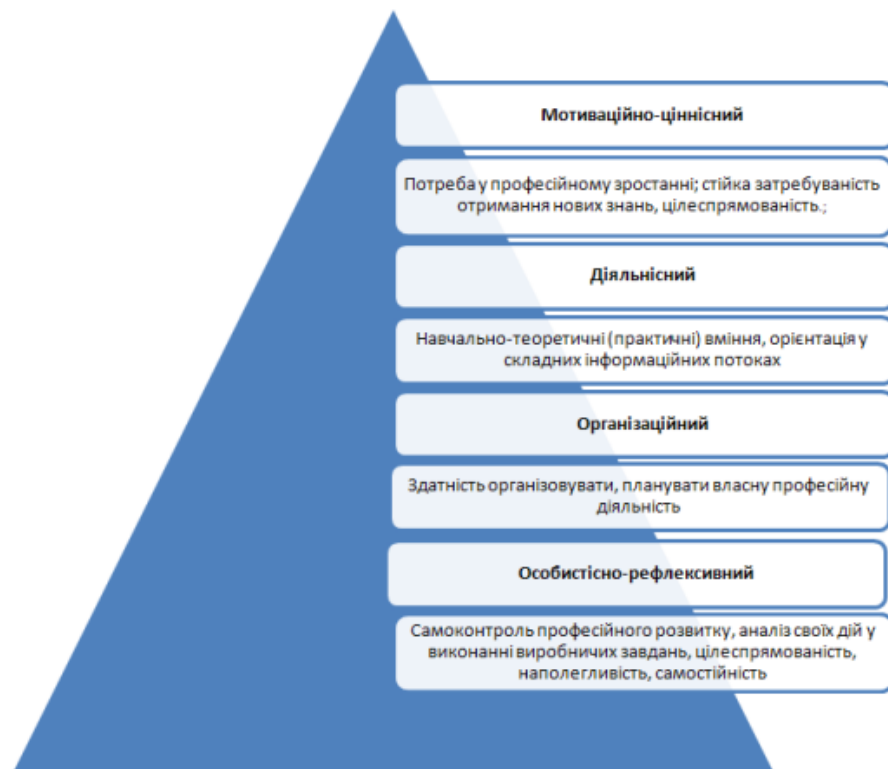 Мотиваційно-ціннісний
Потреба у професійному зростанні; стійка затребуваність
отримання нових знань, цілеспрямованість.;
Діяльнісний
Навчально-теоретичні (практичні) вміння, орієнтація у
складних інформаційних потоках
Організаційний
Здатність організовувати, планувати власну професійну
діяльність
Особистісно-рефлексивний
Самоконтроль професійного розвитку, аналіз своїх дій у
виконанні виробничих завдань, цілеспрямованість,
наполегливість, самостійність